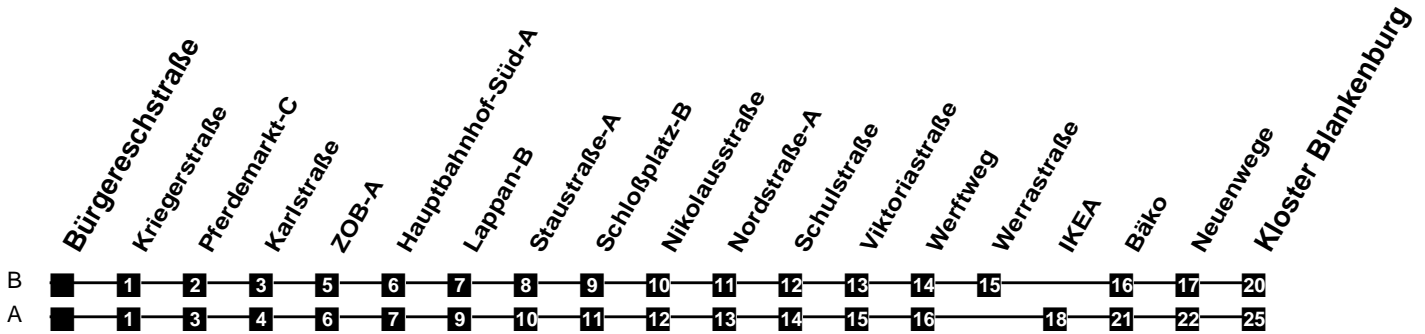 Bürgereschstraße
Kriegerstraße
Pferdemarkt-C
Karlstraße
ZOB-A
Hauptbahnhof-Süd-A
Lappan-B
Staustraße-A
Schloßplatz-B
Nikolausstraße
Nordstraße-A
Schulstraße
Viktoriastraße
Werftweg
Werrastraße
IKEA
Bäko
Neuenwege
Kloster Blankenburg
B 1 2 3 5 6 7 8 9 10 11 12 13 14 15 16 17 20
A 1 3 4 6 7 9 10 11 12 13 14 15 16 18 21 22 25